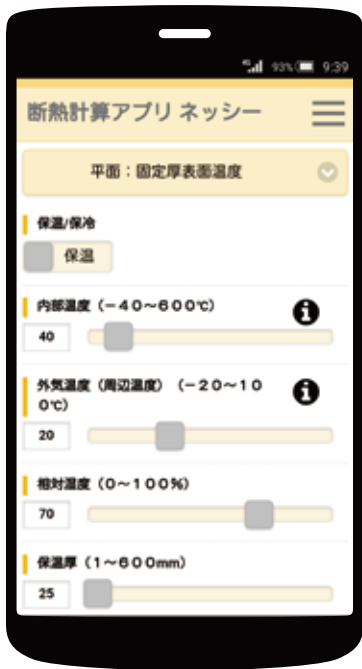 93% 9:39
断熱計算アプリ ネッシー
平面：固定厚表面温度
保温/保冷
保温
内部温度（－４０～６００℃）
40
外気温度（周辺温度）（－２０～１０
０℃）
20
相対湿度（０～１００％）
70
保温厚（１～６００mm）
25